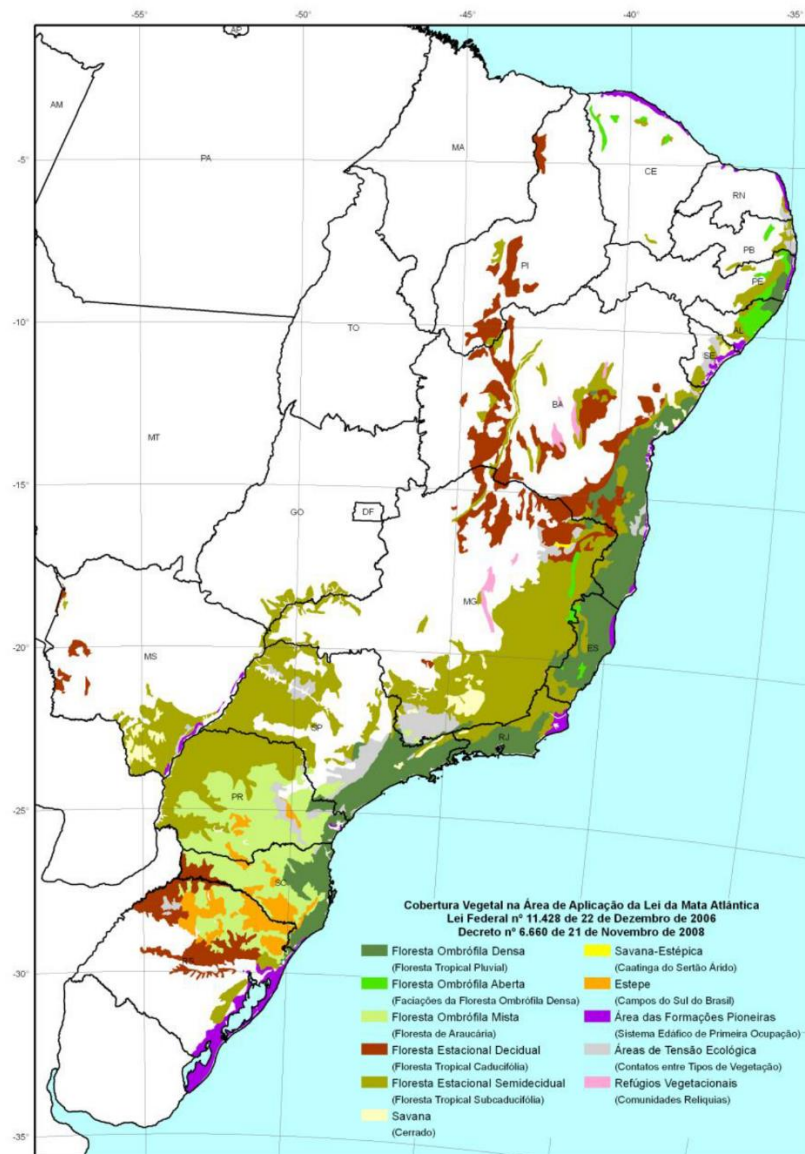 -55°
-50°
-45°
-40°
-35°
AP
AM
MA
PA
-5°
CE
RN
PB
PI
PE
TO
-10°
AL
SE
BA
MT
-15°
GO
DF
MG
-20°
MS
ES
SP
RJ
PR
-25°
SC
Cobertura Vegetal na Área de Aplicação da Lei da Mata Atlântica
Lei Federal nº 11.428 de 22 de Dezembro de 2006
Decreto nº 6.660 de 21 de Novembro de 2008
Floresta Ombrófila Densa
(Floresta Tropical Pluvial)
Floresta Ombrófila Aberta
(Faciações da Floresta Ombrófila Densa)
Floresta Ombrófila Mista
(Floresta de Araucária)
Floresta Estacional Decidual
(Floresta Tropical Caducifólia)
Floresta Estacional Semidecidual
(Floresta Tropical Subcaducifólia)
Savana
(Cerrado)
Savana-Estépica
(Caatinga do Sertão Árido)
Estepe
(Campos do Sul do Brasil)
Área das Formações Pioneiras
(Sistema Edáfico de Primeira Ocupação)
Áreas de Tensão Ecológica
(Contatos entre Tipos de Vegetação)
Refúgios Vegetacionais
(Comunidades Relíquias)
RS
-30°
-35°
-55°
-50°
-45°
-40°